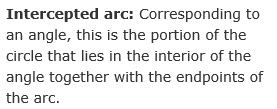 Intercepted arc: Corresponding to
an angle, this is the portion of the
circle that lies in the interior of the
angle together with the endpoints of
the arc.